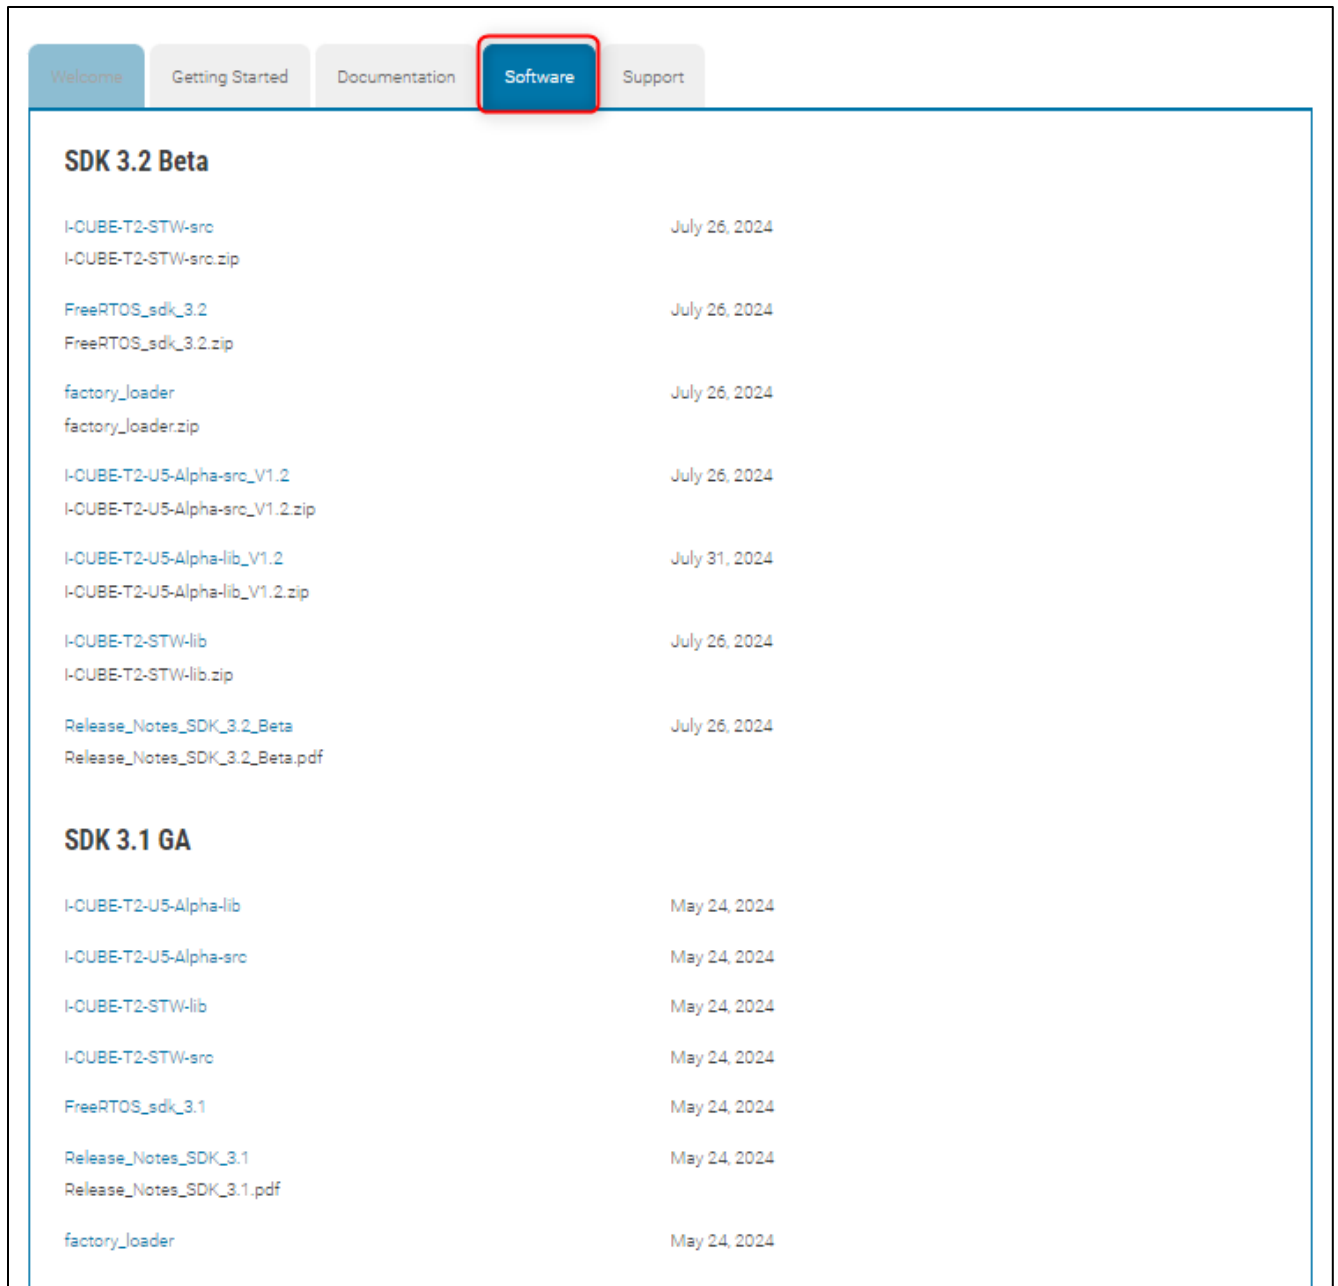 Welcome Getting Started Documentation Software Support
SDK 3.2 Beta
I-CUBE-T2-STW-src July 26, 2024
I-CUBE-T2-STW-src.zip
FreeRTOS_sdk_3.2 July 26, 2024
FreeRTOS_sdk_3.2.zip
factory_loader July 26, 2024
factory_loader.zip
I-CUBE-T2-U5-Alpha-src_V1.2 July 26, 2024
I-CUBE-T2-U5-Alpha-src_V1.2.zip
I-CUBE-T2-U5-Alpha-lib_V1.2 July 31, 2024
I-CUBE-T2-U5-Alpha-lib_V1.2.zip
I-CUBE-T2-STW-lib July 26, 2024
I-CUBE-T2-STW-lib.zip
Release_Notes_SDK_3.2_Beta July 26, 2024
Release_Notes_SDK_3.2_Beta.pdf
SDK 3.1 GA
I-CUBE-T2-U5-Alpha-lib May 24, 2024
I-CUBE-T2-U5-Alpha-src May 24, 2024
I-CUBE-T2-STW-lib May 24, 2024
I-CUBE-T2-STW-src May 24, 2024
FreeRTOS_sdk_3.1 May 24, 2024
Release_Notes_SDK_3.1 May 24, 2024
Release_Notes_SDK_3.1.pdf
factory_loader May 24, 2024